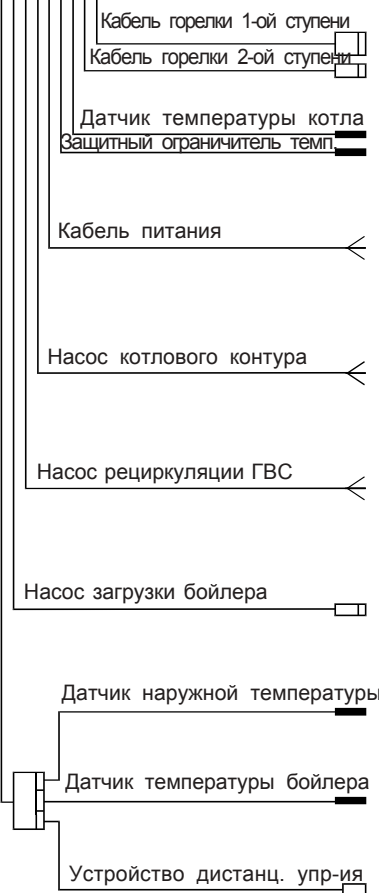 Кабель горелки 1-ой ступени
Кабель горелки 2-ой ступени
Датчик температуры котла
Защитный ограничитель темп.
Кабель питания
Насос котлового контура
Насос рециркуляции ГВС
Насос загрузки бойлера
Датчик наружной температуры
Датчик температуры бойлера
Устройство дистанц. упр-ия